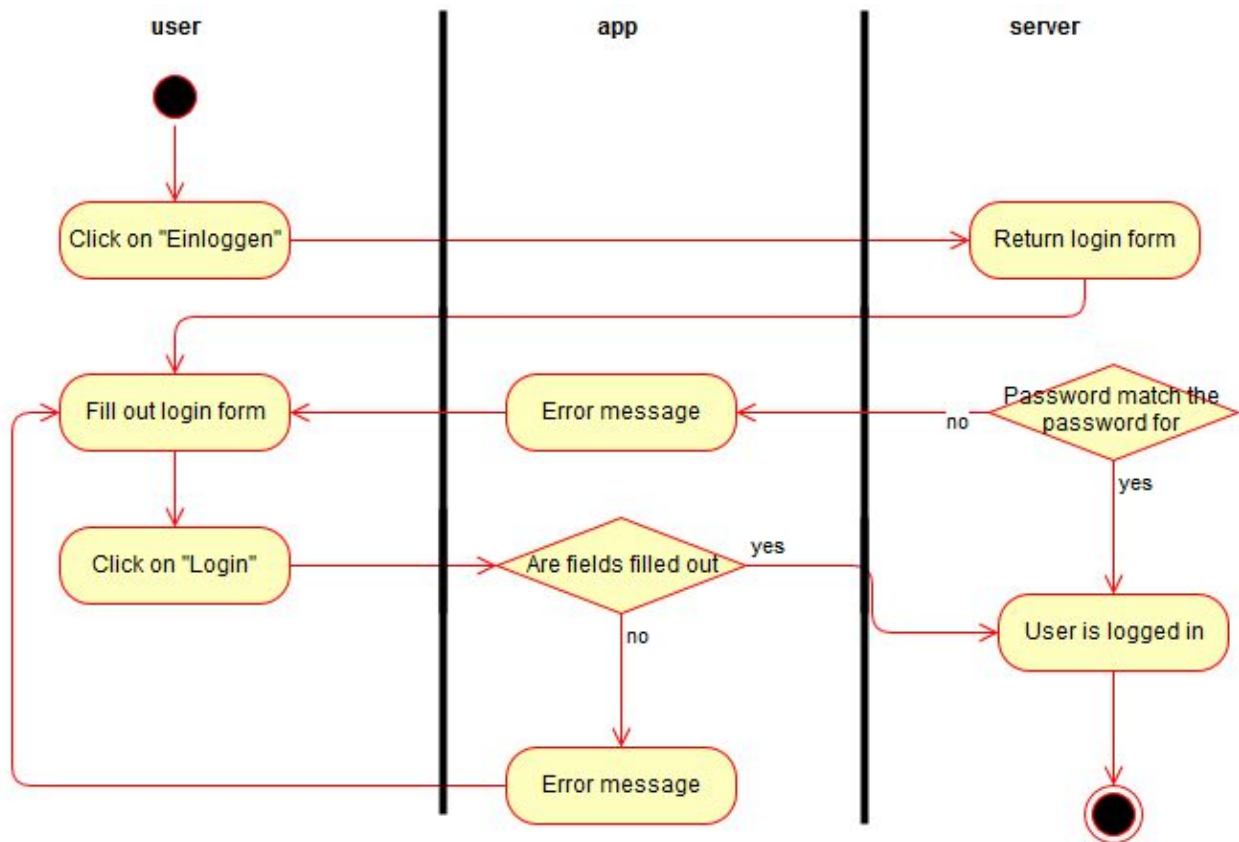 user
app
server
Click on "Einloggen"
Return login form
Fill out login form
Error message
no
Password match the
password for
yes
Click on "Login"
Are fields filled out
yes
no
User is logged in
Error message